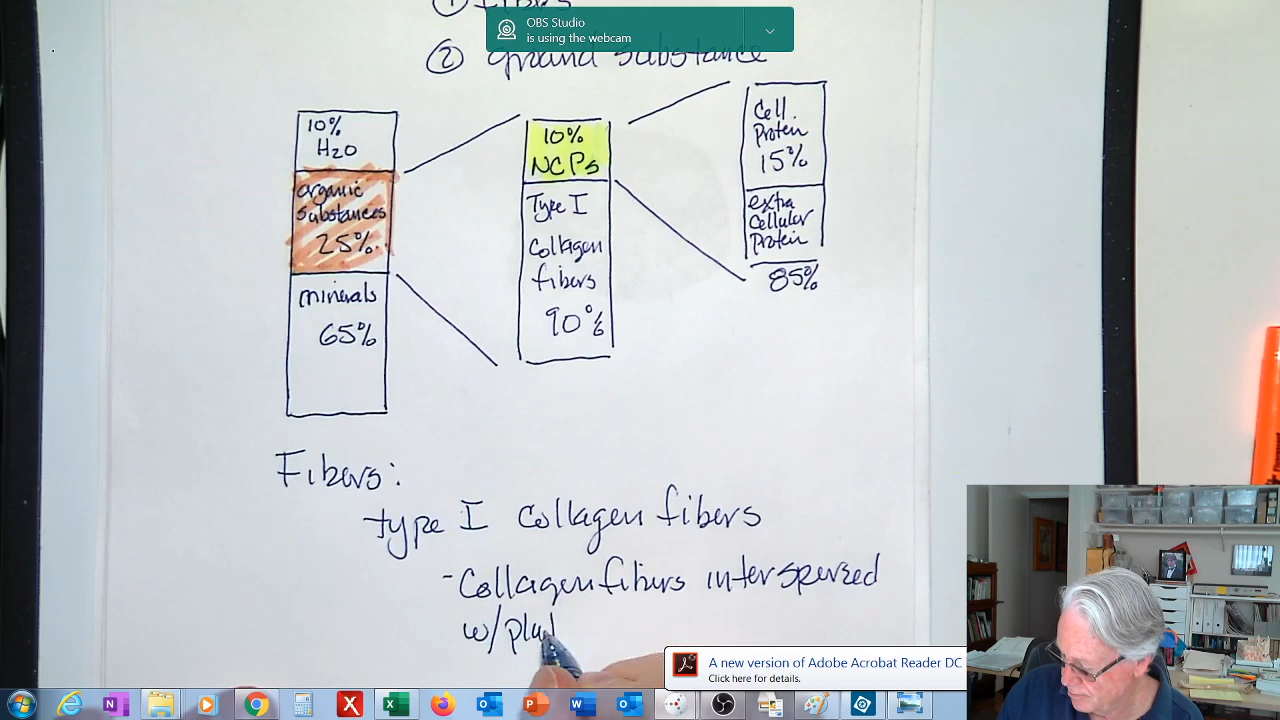 ① fibers
OBS Studio
is using the webcam
② ground substance
10%
H2O
organic
substances
25%
minerals
65%
10%
NCPs
Type I
Collagen
fibers
90%
Cell.
Protein
15%
extra
Cellular
Protein
85%
Fibers:
type I Collagen fibers
- Collagen fibers interspersed
w/
A new version of Adobe Acrobat Reader DC
Click here for details.